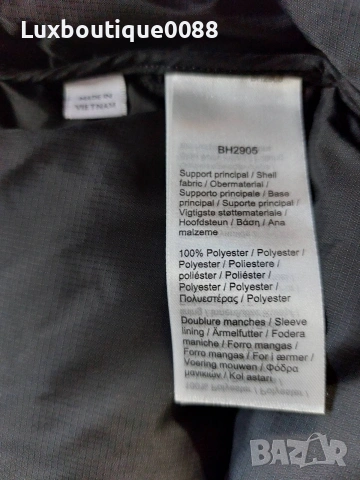 Luxboutique0088
MADE IN
VIETNAM
BH2905
Support principal / Shell
fabric / Obermaterial /
Supporto principale / Base
principal / Suporte principal /
Vigtigste støttemateriale /
Hoofdsteun / Βάση / Ana
malzeme
100% Polyester / Polyester /
Polyester / Poliestere /
poliéster / Poliéster /
Polyester / Polyester /
Πολυεστέρας / Polyester
Doublure manches / Sleeve
lining / Ärmelfutter / Fodera
maniche / Forro mangas /
Forro mangas / For i ærmer /
Voering mouwen / Φόδρα
μανικιών / Kol astarı
BAZAR